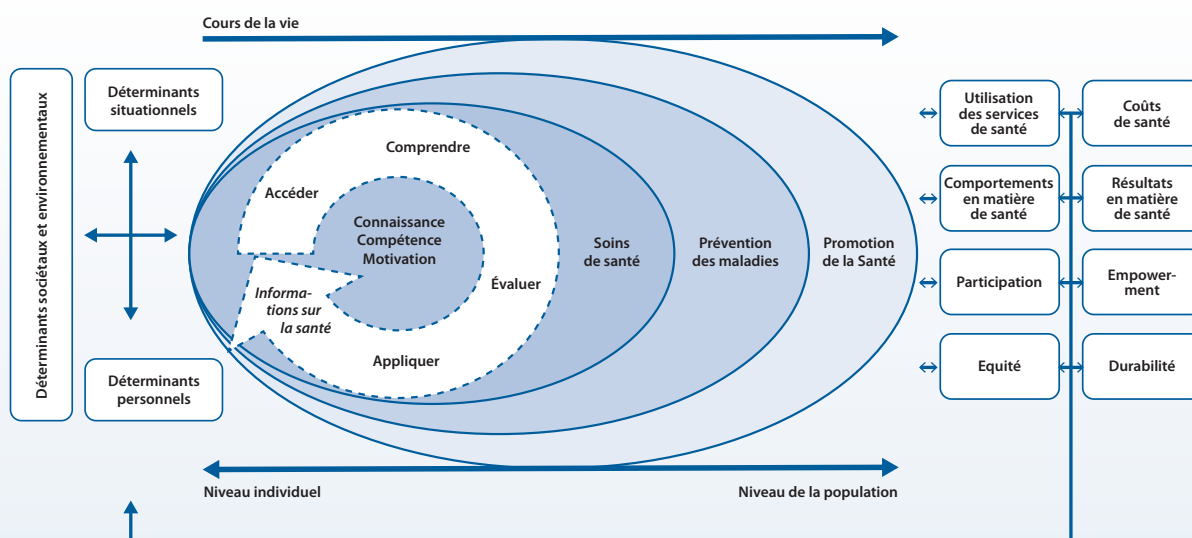 Cours de la vie
Déterminants sociétaux et environnementaux
Déterminants
situationnels
Déterminants
personnels
Comprendre
Accéder
Connaissance
Compétence
Motivation
Informa-
tions sur
la santé
Évaluer
Appliquer
Soins
de santé
Prévention
des maladies
Promotion
de la Santé
Niveau individuel
Niveau de la population
Utilisation
des services
de santé
Coûts
de santé
Comportements
en matière
de santé
Résultats
en matière
de santé
Participation
Empower-
ment
Equité
Durabilité